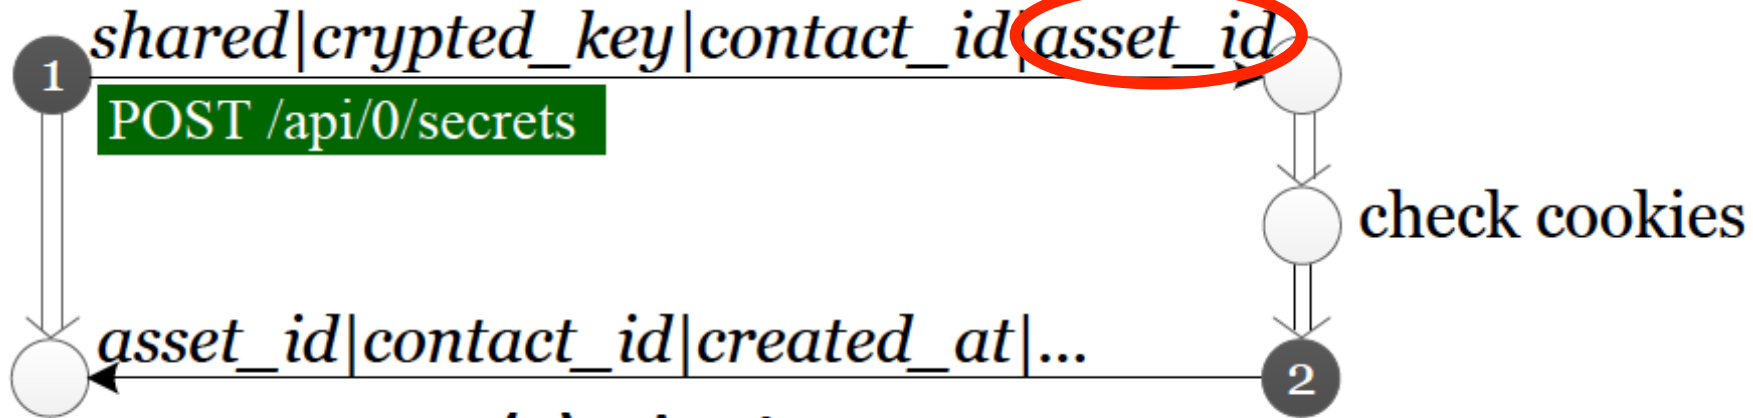 shared|crypted_key|contact_id|asset_id
1
POST /api/0/secrets
check cookies
asset_id|contact_id|created_at|...
2